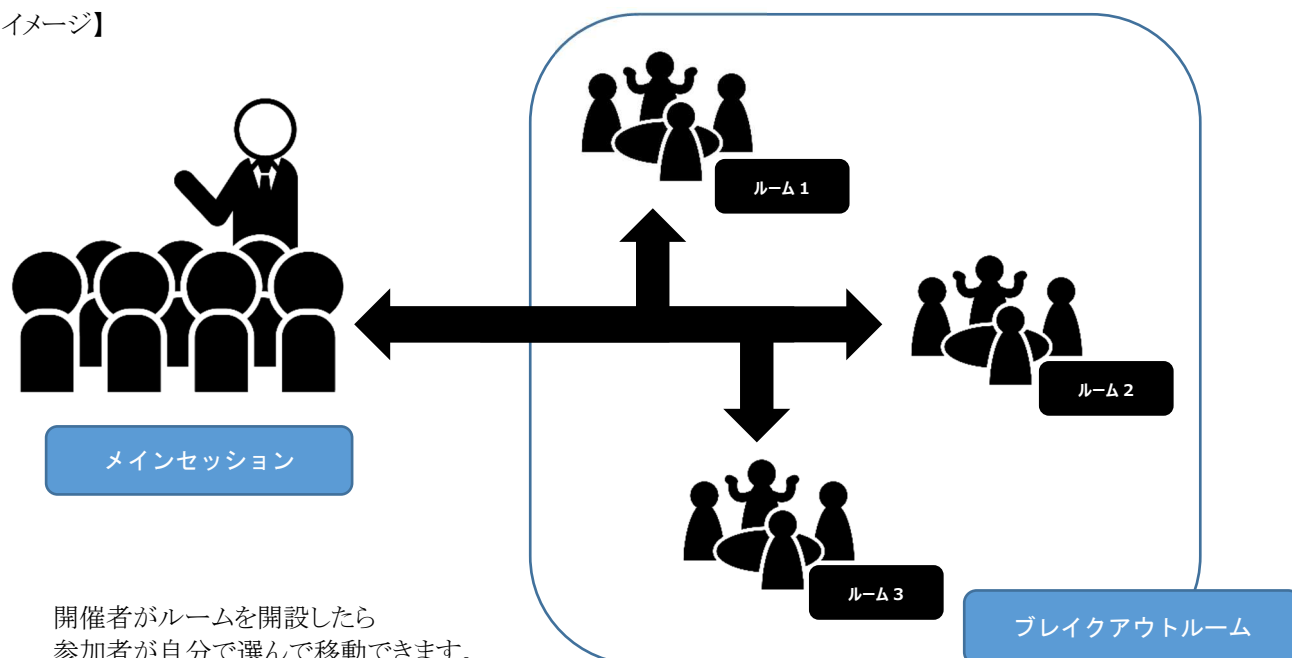 イメージ】
ルーム 1
ルーム 2
メインセッション
ルーム 3
ブレイクアウトルーム
開催者がルームを開設したら
参加者が自分で選んで移動できます。